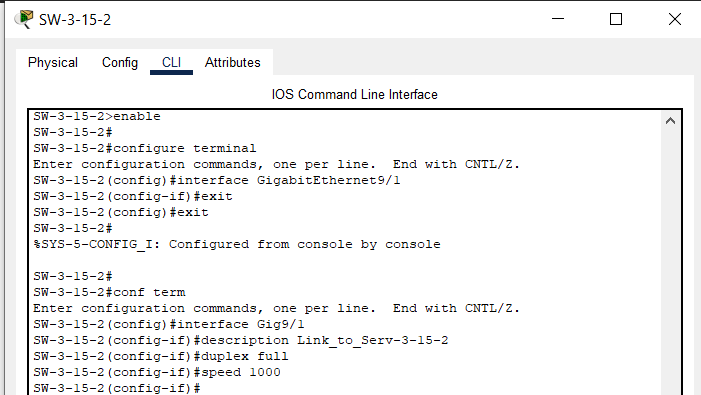 SW-3-15-2
Physical Config CLI Attributes
IOS Command Line Interface
SW-3-15-2>enable
SW-3-15-2#
SW-3-15-2#configure terminal
Enter configuration commands, one per line.  End with CNTL/Z.
SW-3-15-2(config)#interface GigabitEthernet9/1
SW-3-15-2(config-if)#exit
SW-3-15-2(config)#exit
SW-3-15-2#
%SYS-5-CONFIG_I: Configured from console by console
SW-3-15-2#
SW-3-15-2#conf term
Enter configuration commands, one per line.  End with CNTL/Z.
SW-3-15-2(config)#interface Gig9/1
SW-3-15-2(config-if)#description Link_to_Serv-3-15-2
SW-3-15-2(config-if)#duplex full
SW-3-15-2(config-if)#speed 1000
SW-3-15-2(config-if)#